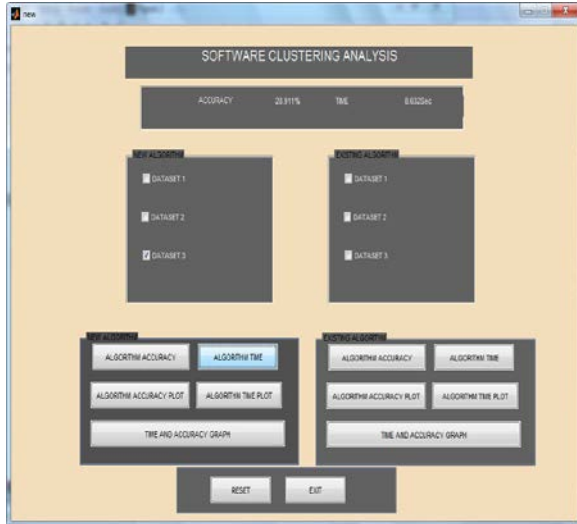 new
SOFTWARE CLUSTERING ANALYSIS
ACCURACY TIME
NEW ALGORITHM EXISTING ALGORITHM
DATASET 1 DATASET 1
DATASET 2 DATASET 2
DATASET 3 DATASET 3
NEW ALGORITHM EXISTING ALGORITHM
ALGORITHM ACCURACY ALGORITHM TIME ALGORITHM ACCURACY ALGORITHM TIME
ALGORITHM ACCURACY PLOT ALGORITHM TIME PLOT ALGORITHM ACCURACY PLOT ALGORITHM TIME PLOT
TIME AND ACCURACY GRAPH TIME AND ACCURACY GRAPH
RESET EXIT